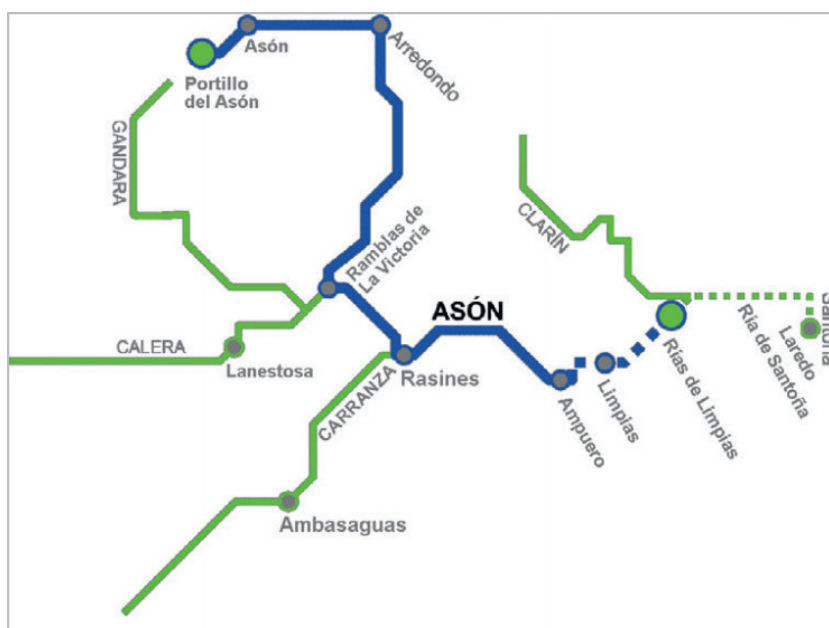 Asón
Arredondo
Portillo
del Asón
GANDARA
Ramblas de
La Victoria
CLARÍN
ASÓN
CALERA
Lanestosa
CARRANZA
Rasines
Ampuero
Limpias
Rías de Limpias
Ría de Santoña
Laredo
Ambasaguas